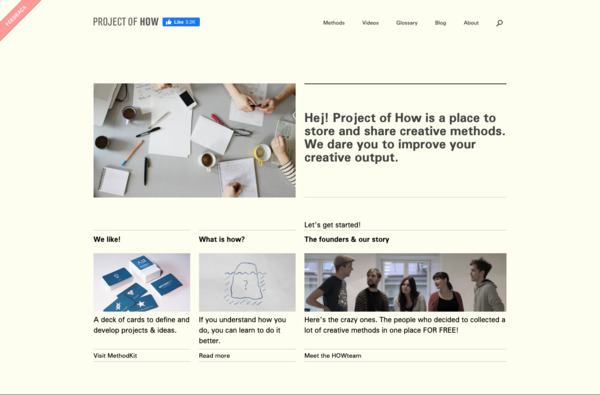 FEEDBACK
PROJECT OF HOW
Like 3.2K
Methods
Videos
Glossary
Blog
About
Hej! Project of How is a place to
store and share creative methods.
We dare you to improve your
creative output.
Let's get started!
We like!
What is how?
The founders & our story
?
A deck of cards to define and
develop projects & ideas.
If you understand how you
do, you can learn to do it
better.
Here's the crazy ones. The people who decided to collected a
lot of creative methods in one place FOR FREE!
Visit MethodKit
Read more
Meet the HOWteam